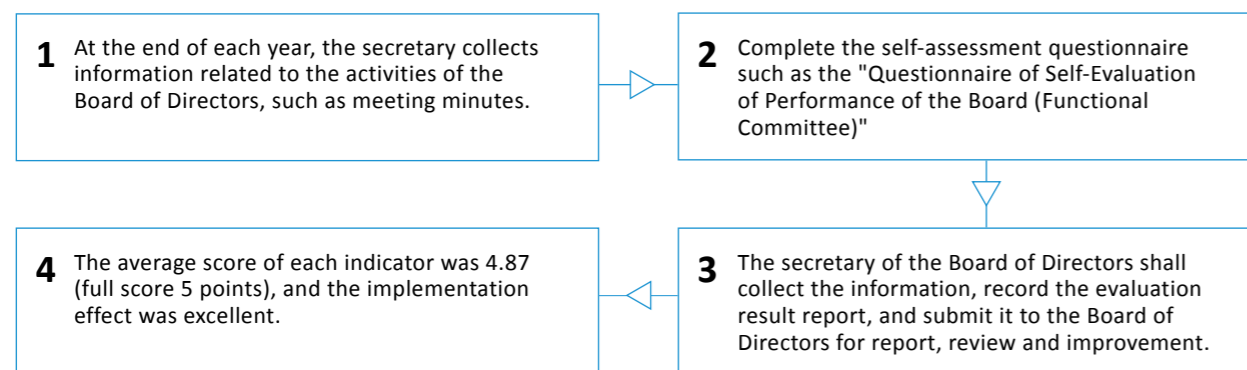 1
At the end of each year, the secretary collects
information related to the activities of the
Board of Directors, such as meeting minutes.
2
Complete the self-assessment questionnaire
such as the "Questionnaire of Self-Evaluation
of Performance of the Board (Functional
Committee)"
3
The secretary of the Board of Directors shall
collect the information, record the evaluation
result report, and submit it to the Board of
Directors for report, review and improvement.
4
The average score of each indicator was 4.87
(full score 5 points), and the implementation
effect was excellent.